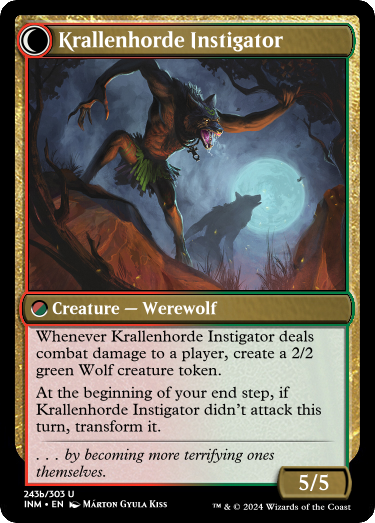 Krallenhorde Instigator
Creature — Werewolf
Whenever Krallenhorde Instigator deals
combat damage to a player, create a 2/2
green Wolf creature token.
At the beginning of your end step, if
Krallenhorde Instigator didn't attack this
turn, transform it.
. . . by becoming more terrifying ones
themselves.
5/5
243b/303 U
INM • EN Márton Gyula Kiss
™ & © 2024 Wizards of the Coast